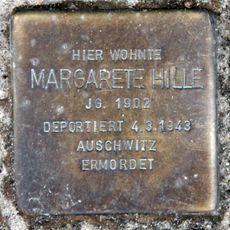 HIER WOHNTE
MARGARETE HILLE
JG. 1902
DEPORTIERT 4.3.1943
AUSCHWITZ
ERMORDET